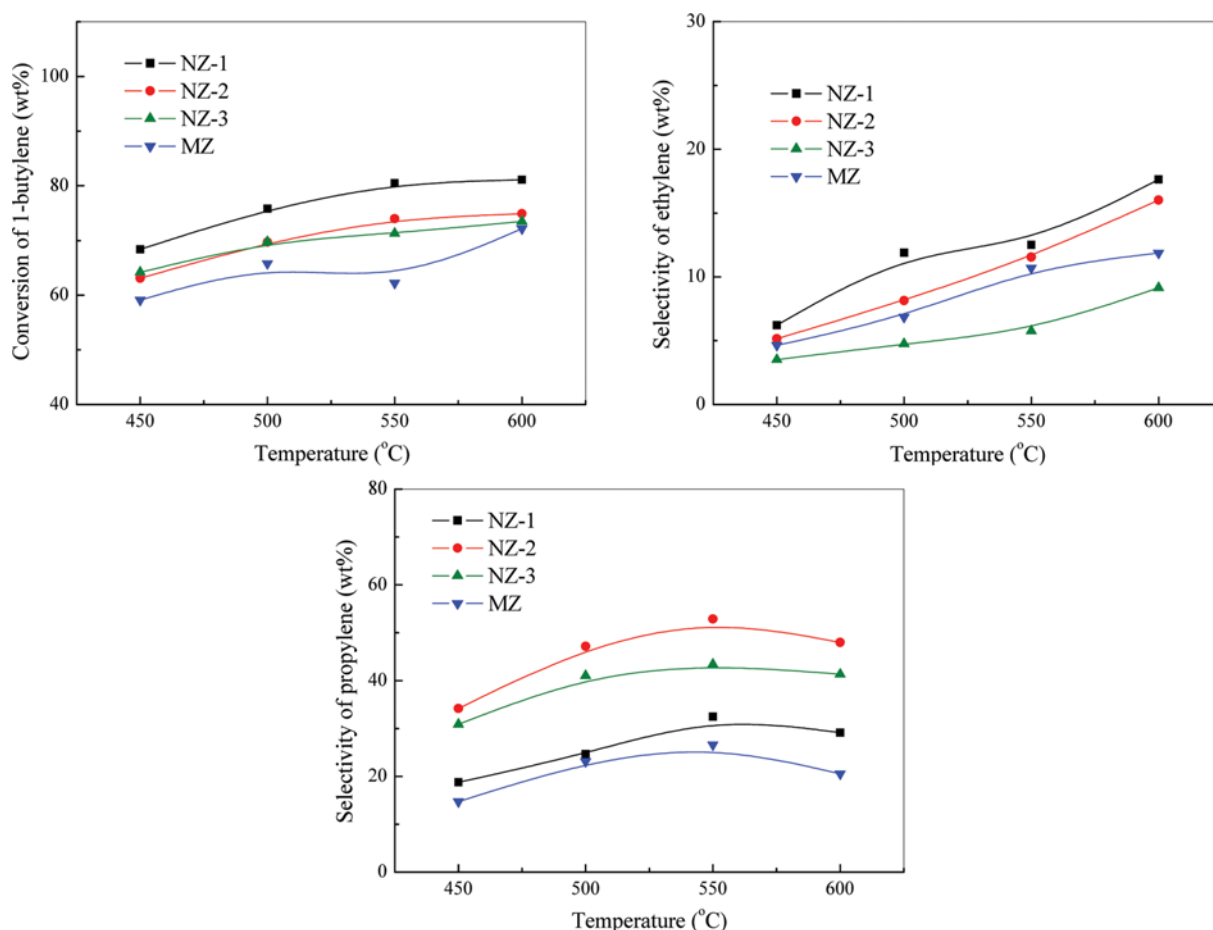 Conversion of 1-butylene (wt%)
100
80
60
40
NZ-1
NZ-2
NZ-3
MZ
450 500 550 600
Temperature (°C)
Selectivity of ethylene (wt%)
30
20
10
0
NZ-1
NZ-2
NZ-3
MZ
450 500 550 600
Temperature (°C)
Selectivity of propylene (wt%)
80
60
40
20
0
NZ-1
NZ-2
NZ-3
MZ
450 500 550 600
Temperature (°C)